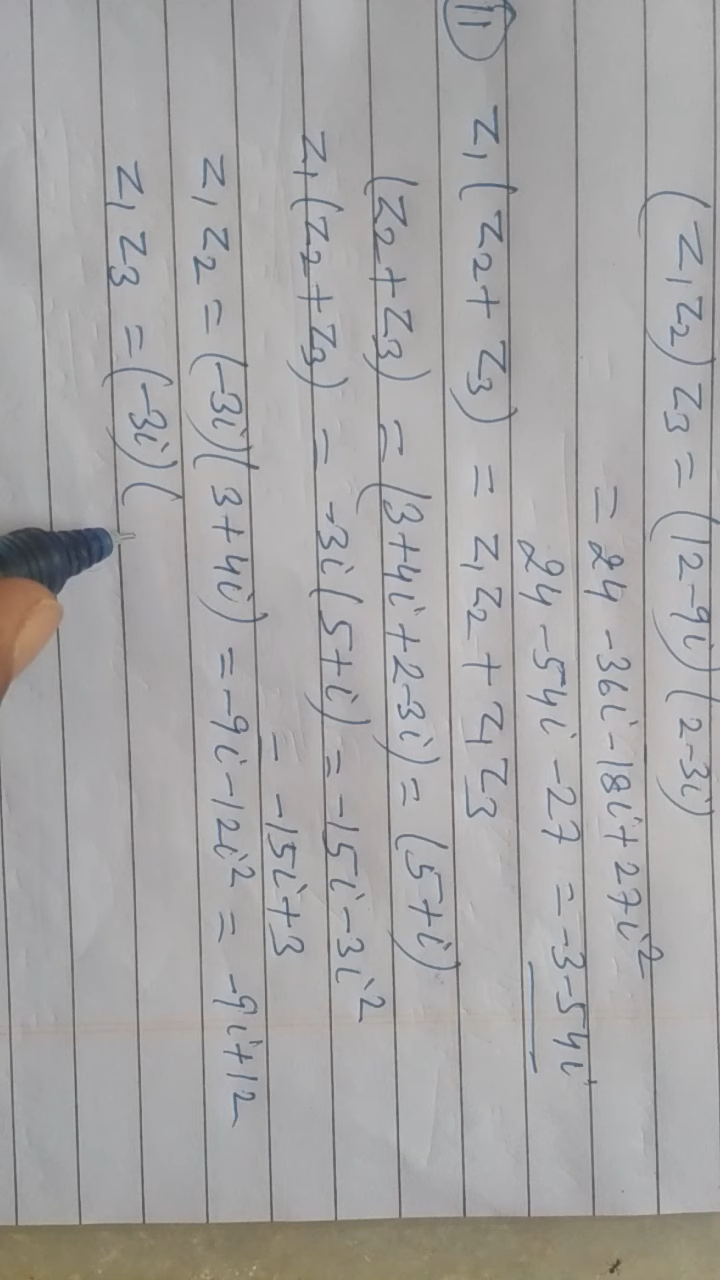 (z₁z₂)z₃ = (12-9i)(2-3i)
= 24 -36i -18i + 27i²
24 - 54i - 27 = -3 - 54i
(ii) z₁(z₂+z₃) = z₁z₂ + z₁z₃
(z₂+z₃) = (3+4i+2-3i) = (5+i)
z₁(z₂+z₃) = -3i(5+i) = -15i-3i²
= -15i+3
z₁z₂ = (-3i)(3+4i) = -9i-12i² = -9i+12
z₁z₃ = (-3i)(